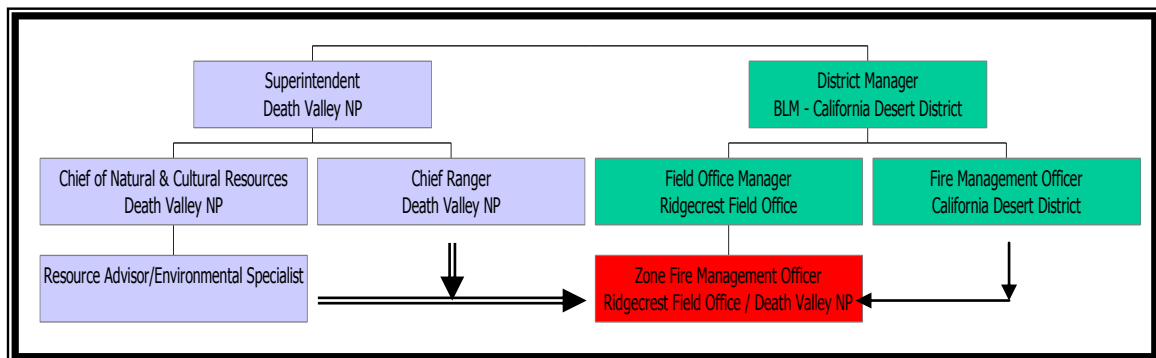 Superintendent
Death Valley NP
District Manager
BLM - California Desert District
Chief of Natural & Cultural Resources
Death Valley NP
Chief Ranger
Death Valley NP
Field Office Manager
Ridgecrest Field Office
Fire Management Officer
California Desert District
Resource Advisor/Environmental Specialist
Zone Fire Management Officer
Ridgecrest Field Office / Death Valley NP